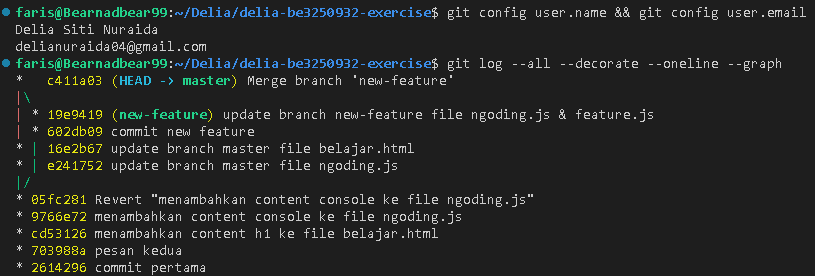 faris@Bearnadbear99:~/Delia/delia-be3250932-exercise$ git config user.name && git config user.email
Delia Siti Nuraida
delianuraida04@gmail.com
faris@Bearnadbear99:~/Delia/delia-be3250932-exercise$ git log --all --decorate --oneline --graph
*   c411a03 (HEAD -> master) Merge branch 'new-feature'
|\
| * 19e9419 (new-feature) update branch new-feature file ngoding.js & feature.js
| * 602db09 commit new feature
* | 16e2b67 update branch master file belajar.html
* | e241752 update branch master file ngoding.js
|/
* 05fc281 Revert "menambahkan content console ke file ngoding.js"
* 9766e72 menambahkan content console ke file ngoding.js
* cd53126 menambahkan content h1 ke file belajar.html
* 703988a pesan kedua
* 2614296 commit pertama